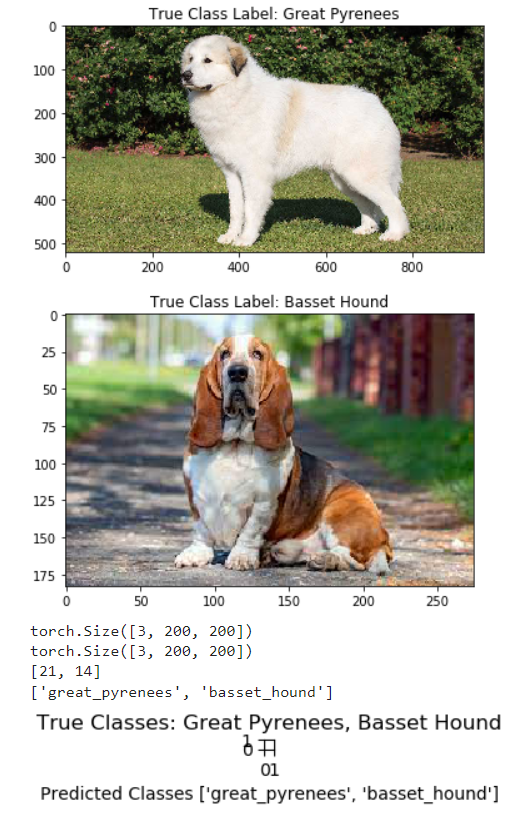 True Class Label: Great Pyrenees
0
100
200
300
400
500
0 200 400 600 800
True Class Label: Basset Hound
0
25
50
75
100
125
150
175
0 50 100 150 200 250
torch.Size([3, 200, 200])
torch.Size([3, 200, 200])
[21, 14]
['great_pyrenees', 'basset_hound']
True Classes: Great Pyrenees, Basset Hound
1
0
01
Predicted Classes ['great_pyrenees', 'basset_hound']